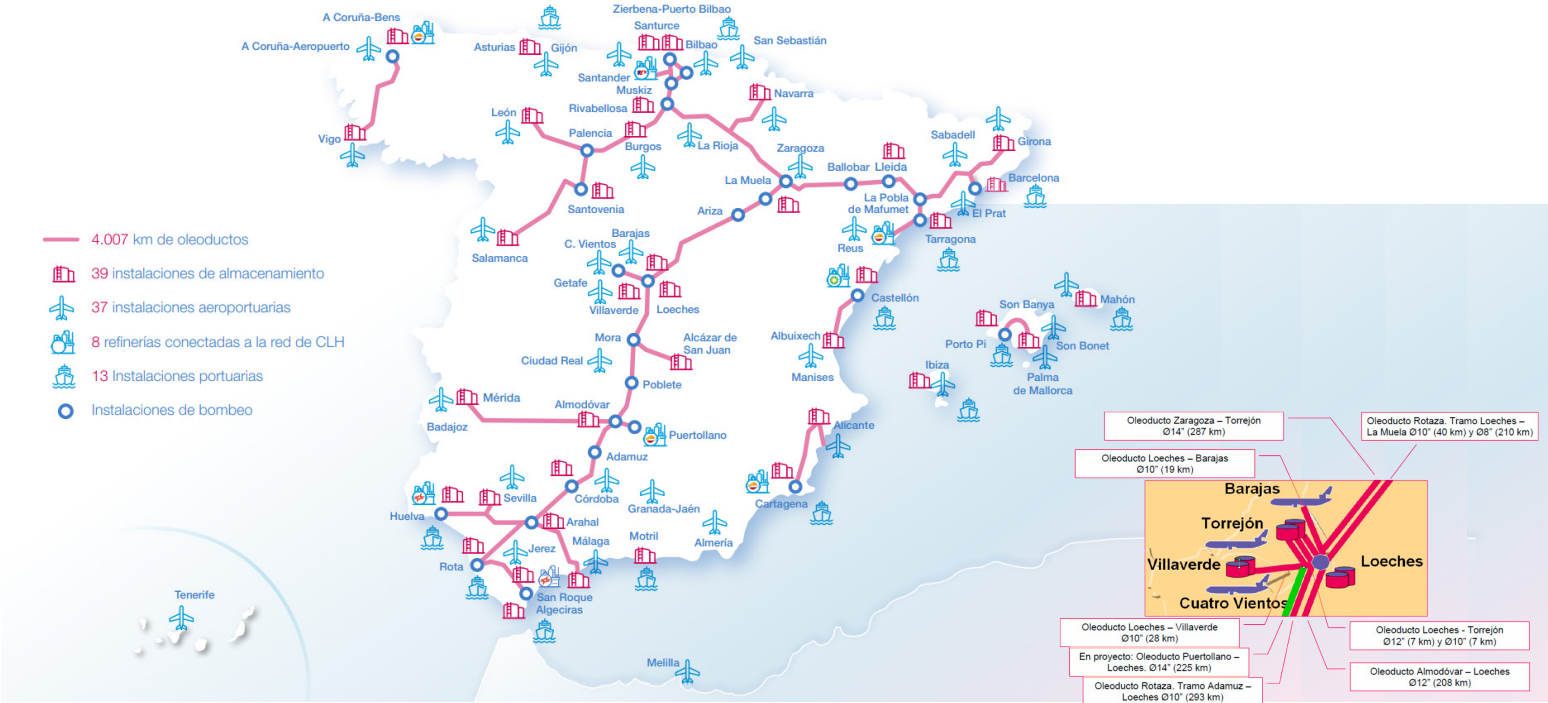 Zierbena-Puerto Bilbao
A Coruña-Bens
Santurce
A Coruña-Aeropuerto
Asturias
Gijón
Bilbao
San Sebastián
Santander
Muskiz
Navarra
León
Rivabellosa
Vigo
Palencia
Burgos
La Rioja
Zaragoza
Sabadell
Girona
La Muela
Ballobar
Lleida
Barcelona
Santovenia
Ariza
La Pobla
de Mafumet
El Prat
Salamanca
Barajas
C. Vientos
Reus
Tarragona
Getafe
Villaverde
Loeches
Castellón
Son Banya
Mahón
Mora
Alcázar de
San Juan
Albuixech
Porto Pi
Son Bonet
Ciudad Real
Manises
Ibiza
Palma
de Mallorca
Poblete
Mérida
Almodóvar
Badajoz
Puertollano
Alicante
Adamuz
Sevilla
Córdoba
Cartagena
Huelva
Granada-Jaén
Arahal
Almería
Málaga
Motril
Jerez
Rota
San Roque
Algeciras
Tenerife
Melilla
4.007 km de oleoductos
39 instalaciones de almacenamiento
37 instalaciones aeroportuarias
8 refinerías conectadas a la red de CLH
13 Instalaciones portuarias
Instalaciones de bombeo
Oleoducto Zaragoza – Torrejón
Ø14" (287 km)
Oleoducto Rotaza. Tramo Loeches –
La Muela Ø10" (40 km) y Ø8" (210 km)
Oleoducto Loeches – Barajas
Ø10" (19 km)
Barajas
Torrejón
Villaverde
Loeches
Cuatro Vientos
Oleoducto Loeches – Villaverde
Ø10" (28 km)
Oleoducto Loeches - Torrejón
Ø12" (7 km) y Ø10" (7 km)
En proyecto: Oleoducto Puertollano –
Loeches. Ø14" (225 km)
Oleoducto Almodóvar – Loeches
Ø12" (208 km)
Oleoducto Rotaza. Tramo Adamuz –
Loeches Ø10" (293 km)